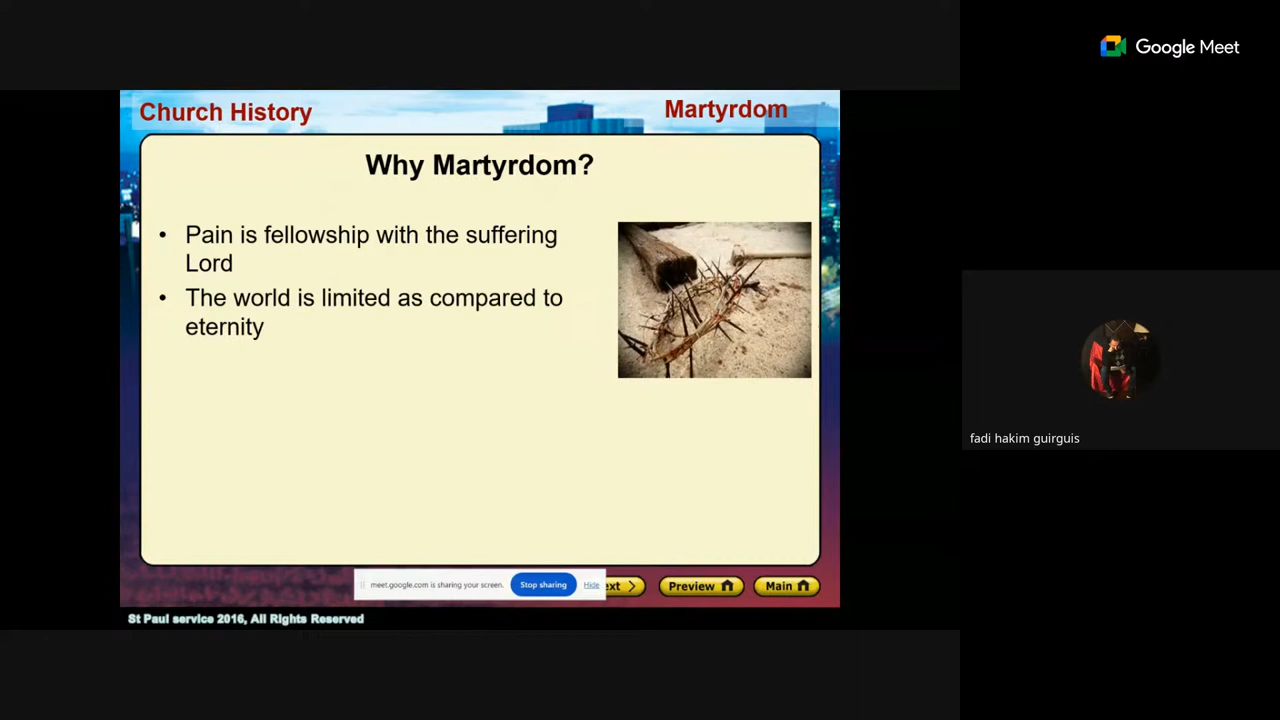 Google Meet
Church History
Martyrdom
Why Martyrdom?
• Pain is fellowship with the suffering
Lord
• The world is limited as compared to
eternity
fadi hakim guirguis
meet.google.com is sharing your screen. Stop sharing Hide
Preview
Main
St Paul service 2016, All Rights Reserved